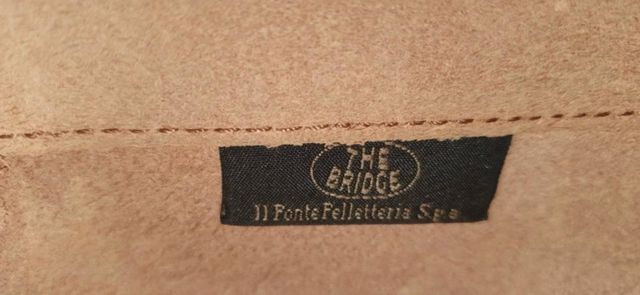 THE
BRIDGE
Il Ponte Pelletteria S.p.a